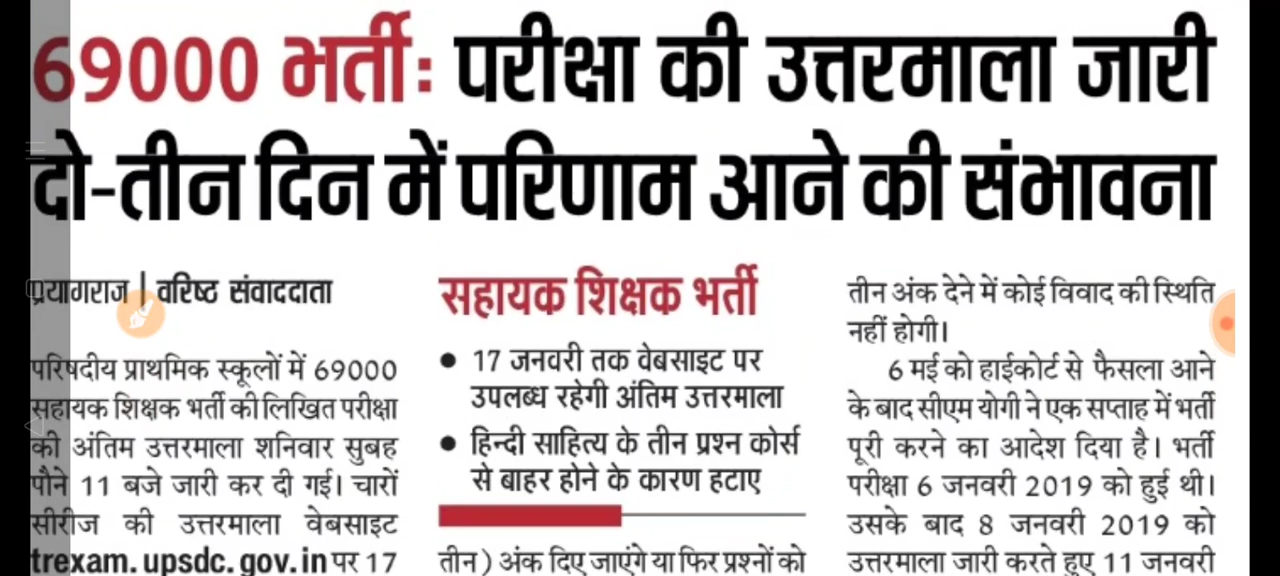 69000 भर्ती: परीक्षा की उत्तरमाला जारी
दो-तीन दिन में परिणाम आने की संभावना
प्रयागराज | वरिष्ठ संवाददाता
परिषदीय प्राथमिक स्कूलों में 69000
सहायक शिक्षक भर्ती की लिखित परीक्षा
की अंतिम उत्तरमाला शनिवार सुबह
पौने 11 बजे जारी कर दी गई। चारों
सीरीज की उत्तरमाला वेबसाइट
trexam.upsdc.gov.in पर 17
सहायक शिक्षक भर्ती
● 17 जनवरी तक वेबसाइट पर
उपलब्ध रहेगी अंतिम उत्तरमाला
● हिन्दी साहित्य के तीन प्रश्न कोर्स
से बाहर होने के कारण हटाए
तीन) अंक दिए जाएंगे या फिर प्रश्नों को
तीन अंक देने में कोई विवाद की स्थिति
नहीं होगी।
6 मई को हाईकोर्ट से फैसला आने
के बाद सीएम योगी ने एक सप्ताह में भर्ती
पूरी करने का आदेश दिया है। भर्ती
परीक्षा 6 जनवरी 2019 को हुई थी।
उसके बाद 8 जनवरी 2019 को
उत्तरमाला जारी करते हुए 11 जनवरी